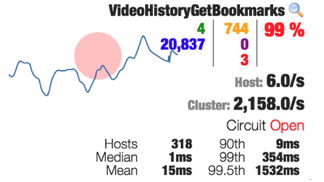 VideoHistoryGetBookmarks
4 744 99 %
20,837 0
3
Host: 6.0/s
Cluster: 2,158.0/s
Circuit Open
Hosts 318 90th 9ms
Median 1ms 99th 354ms
Mean 15ms 99.5th 1532ms